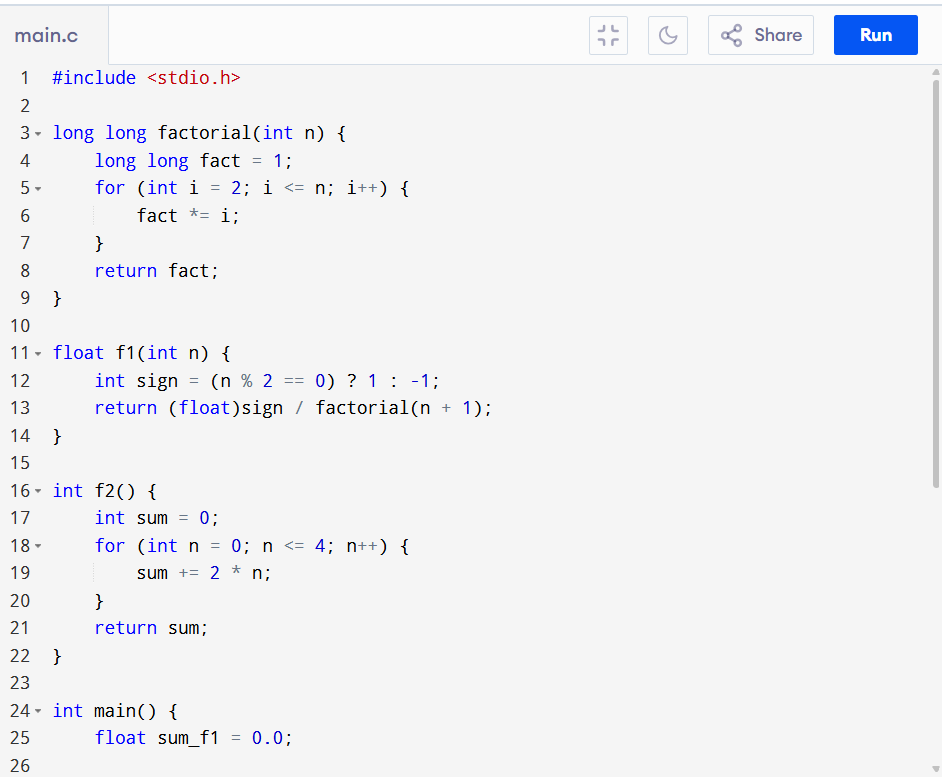 main.c
Share
Run
1 #include <stdio.h>
2
3 long long factorial(int n) {
4     long long fact = 1;
5     for (int i = 2; i <= n; i++) {
6         fact *= i;
7     }
8     return fact;
9 }
10
11 float f1(int n) {
12     int sign = (n % 2 == 0) ? 1 : -1;
13     return (float)sign / factorial(n + 1);
14 }
15
16 int f2() {
17     int sum = 0;
18     for (int n = 0; n <= 4; n++) {
19         sum += 2 * n;
20     }
21     return sum;
22 }
23
24 int main() {
25     float sum_f1 = 0.0;
26